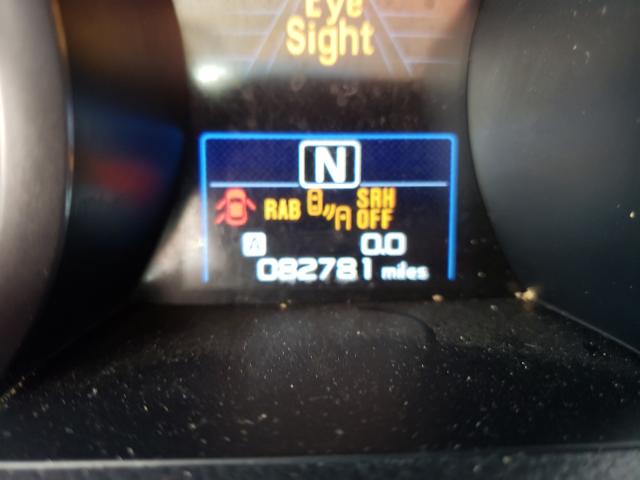 Eye
Sight
N
RAB SRH
OFF
A 0.0
082781 miles